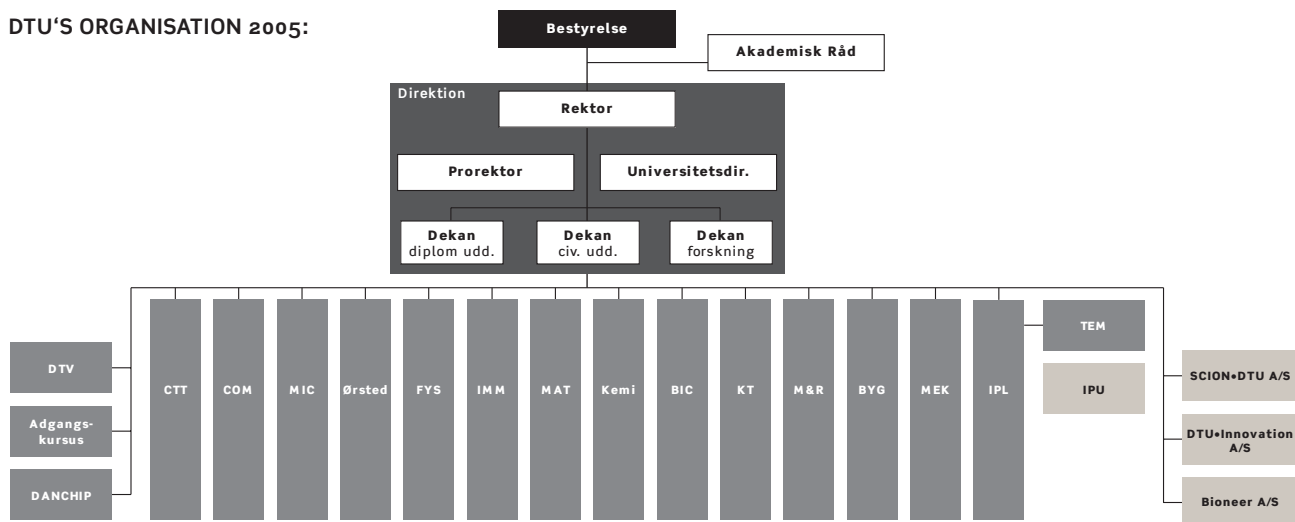 DTU‘S ORGANISATION 2005:
Bestyrelse
Akademisk Råd
Direktion
Rektor
Prorektor
Universitetsdir.
Dekan
diplom udd.
Dekan
civ. udd.
Dekan
forskning
DTV
Adgangs-
kursus
DANCHIP
CTT
COM
MIC
Ørsted
FYS
IMM
MAT
Kemi
BIC
KT
M&R
BYG
MEK
IPL
TEM
IPU
SCION•DTU A/S
DTU•Innovation
A/S
Bioneer A/S